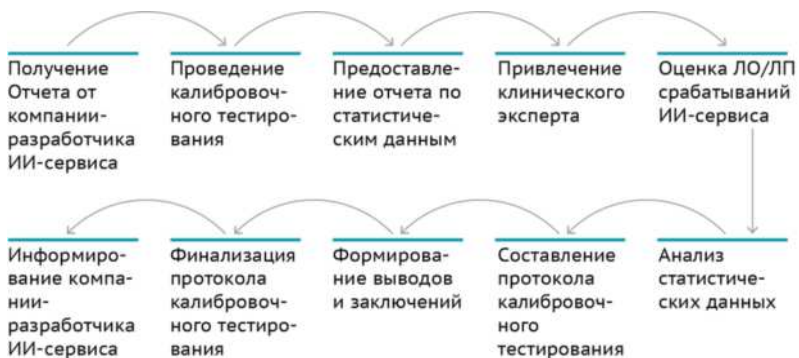 Получение
Отчета от
компании-
разработчика
ИИ-сервиса
Проведение
калибровоч-
ного тестиро-
вания
Предоставле-
ние отчета по
статистиче-
ским данным
Привлечение
клинического
эксперта
Оценка ЛО/ЛП
срабатываний
ИИ-сервиса
Анализ
статистиче-
ских данных
Составление
протокола
калибровоч-
ного
тестирования
Формирова-
ние выводов
и заключений
Финализация
протокола
калибровоч-
ного тестиро-
вания
Информиро-
вание компа-
нии-
разработчика
ИИ-сервиса